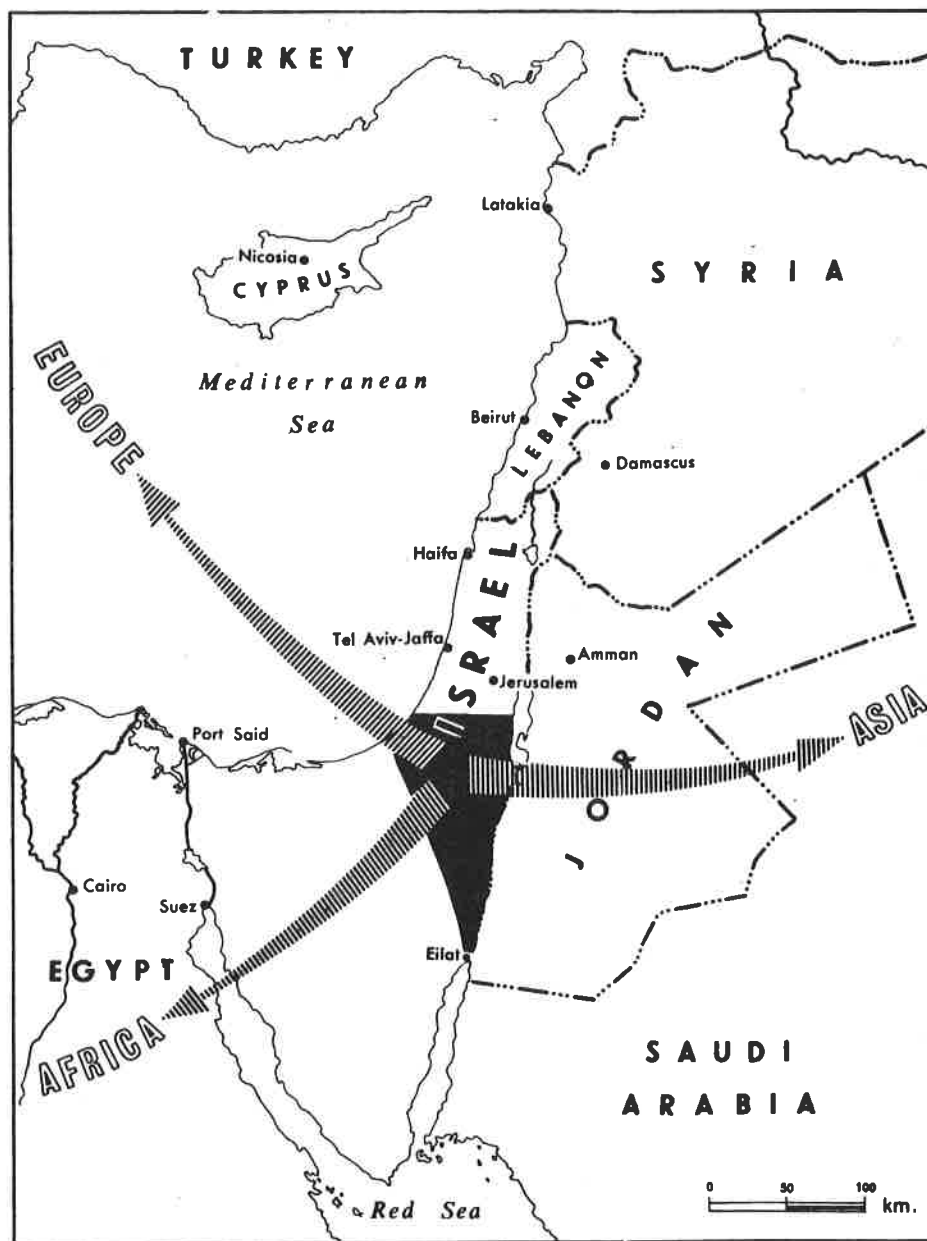 TURKEY
Latakia
Nicosia
CYPRUS
SYRIA
EUROPE
Mediterranean
Sea
LEBANON
Beirut
Damascus
Haifa
ISRAEL
Tel Aviv-Jaffa
Amman
Jerusalem
JORDAN
ASIA
Port Said
Cairo
Suez
Eilat
EGYPT
AFRICA
SAUDI
ARABIA
Red Sea
0 50 100
km.